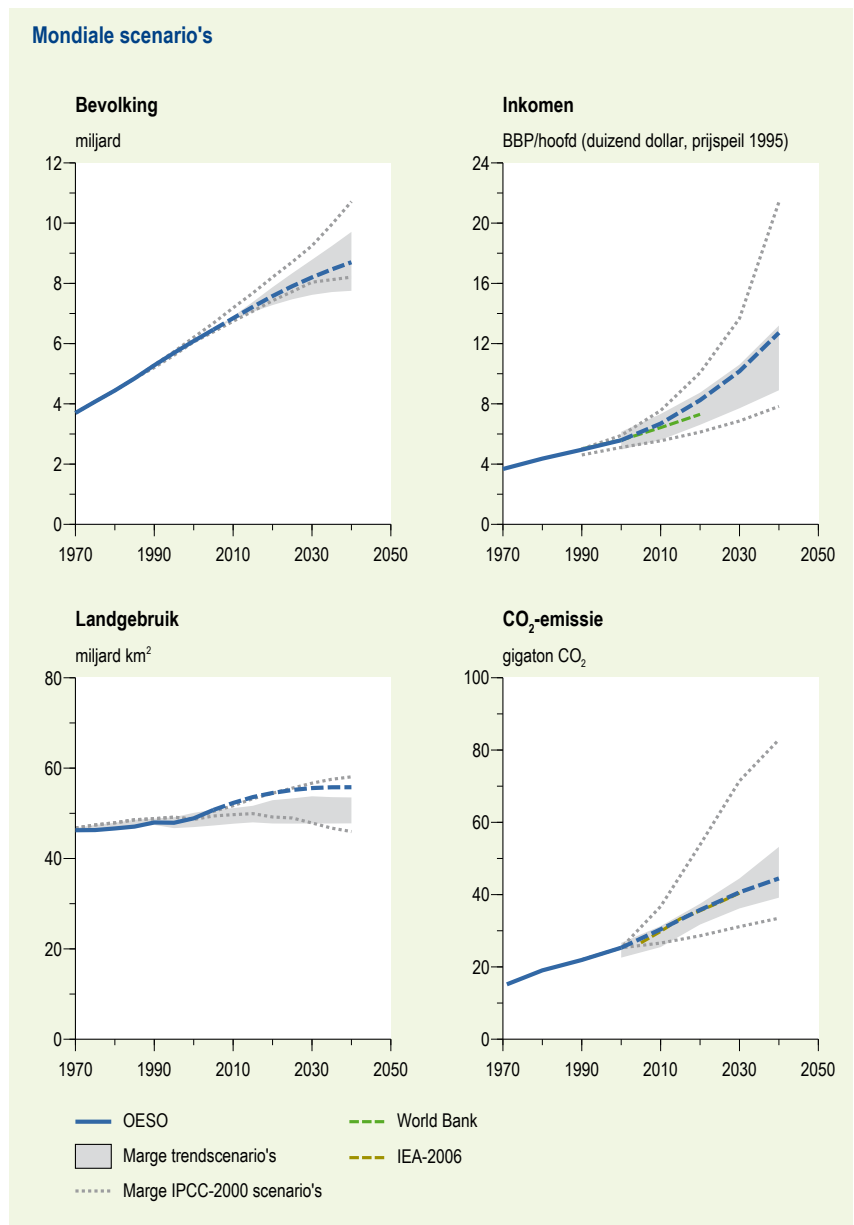 Mondiale scenario's
Bevolking
miljard
12
10
8
6
4
2
0
1970 1990 2010 2030 2050
Inkomen
BBP/hoofd (duizend dollar, prijspeil 1995)
24
20
16
12
8
4
0
1970 1990 2010 2030 2050
Landgebruik
miljard km²
80
60
40
20
0
1970 1990 2010 2030 2050
CO₂-emissie
gigaton CO₂
100
80
60
40
20
0
1970 1990 2010 2030 2050
OESO
Marge trendscenario's
Marge IPCC-2000 scenario's
World Bank
IEA-2006